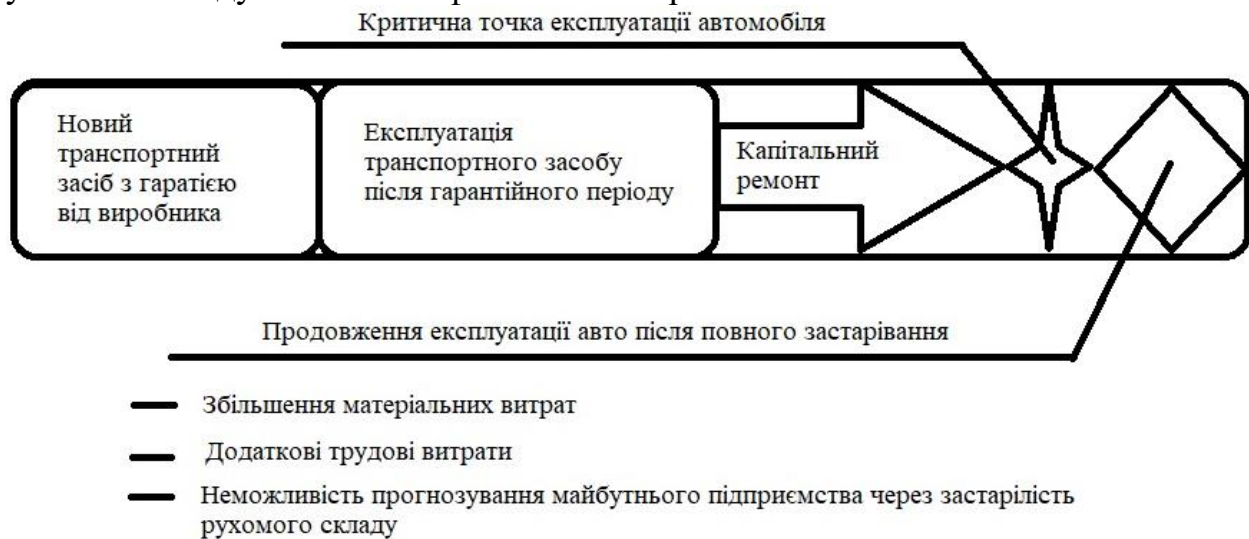 Критична точка експлуатації автомобіля
Новий
транспортний
засіб з гаратією
від виробника
Експлуатація
транспортного засобу
після гарантійного періоду
Капітальний
ремонт
Продовження експлуатації авто після повного застарівання
Збільшення матеріальних витрат
Додаткові трудові витрати
Неможливість прогнозування майбутнього підприємства через застарілість
рухомого складу